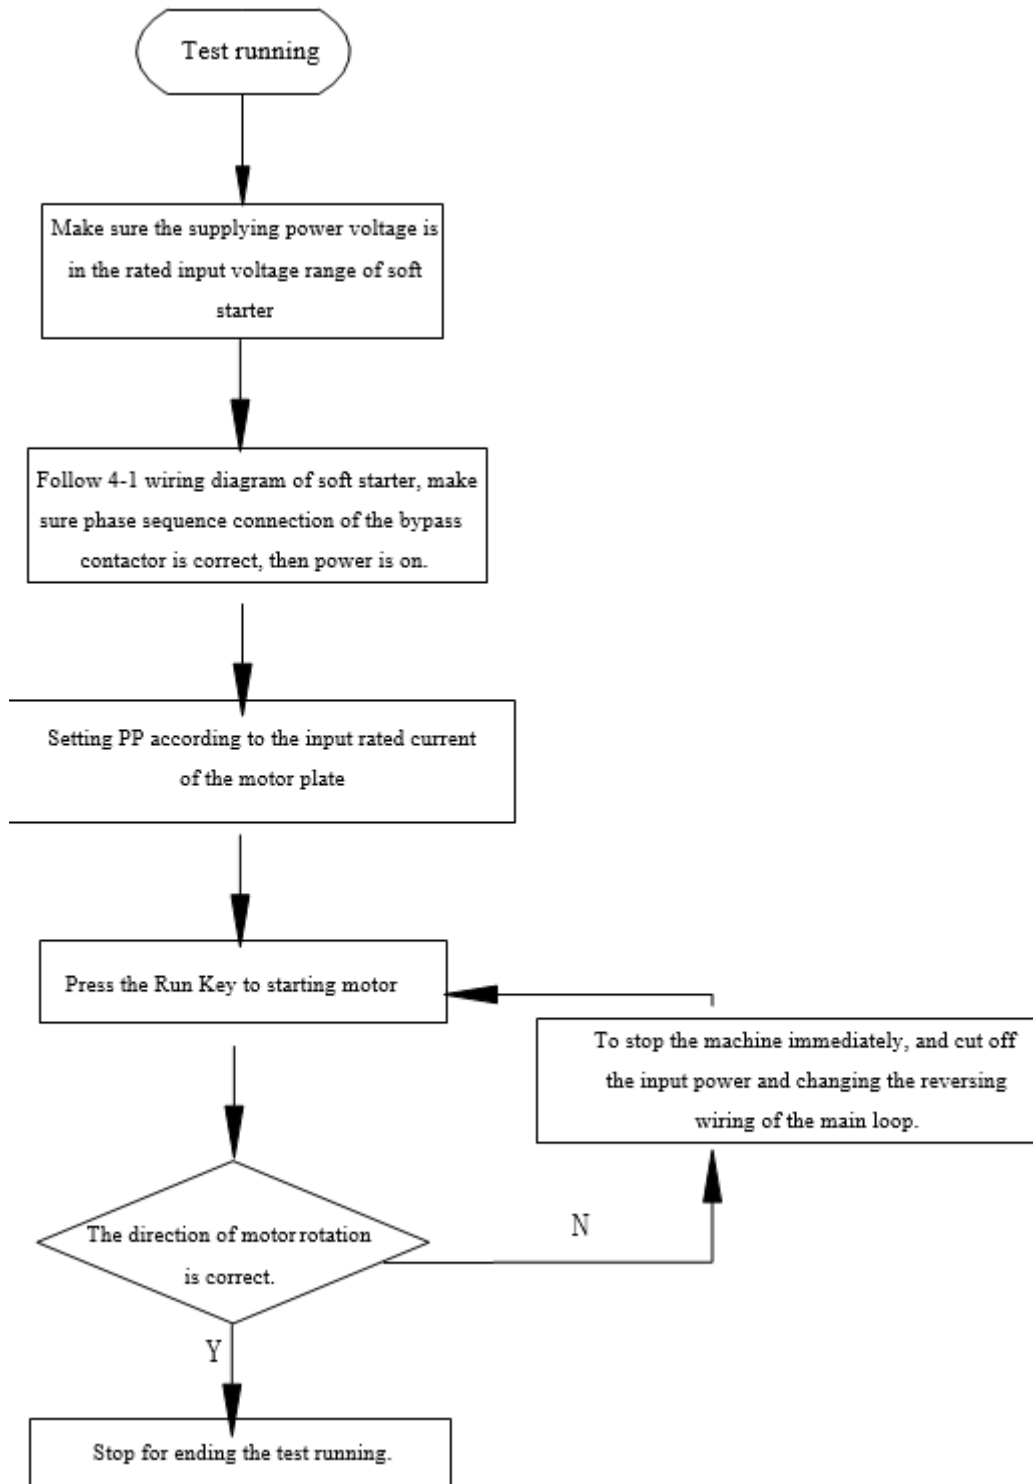 Test running
Make sure the supplying power voltage is
in the rated input voltage range of soft
starter
Follow 4-1 wiring diagram of soft starter, make
sure phase sequence connection of the bypass
contactor is correct, then power is on.
Setting PP according to the input rated current
of the motor plate
Press the Run Key to starting motor
To stop the machine immediately, and cut off
the input power and changing the reversing
wiring of the main loop.
The direction of motor rotation
is correct.
N
Y
Stop for ending the test running.